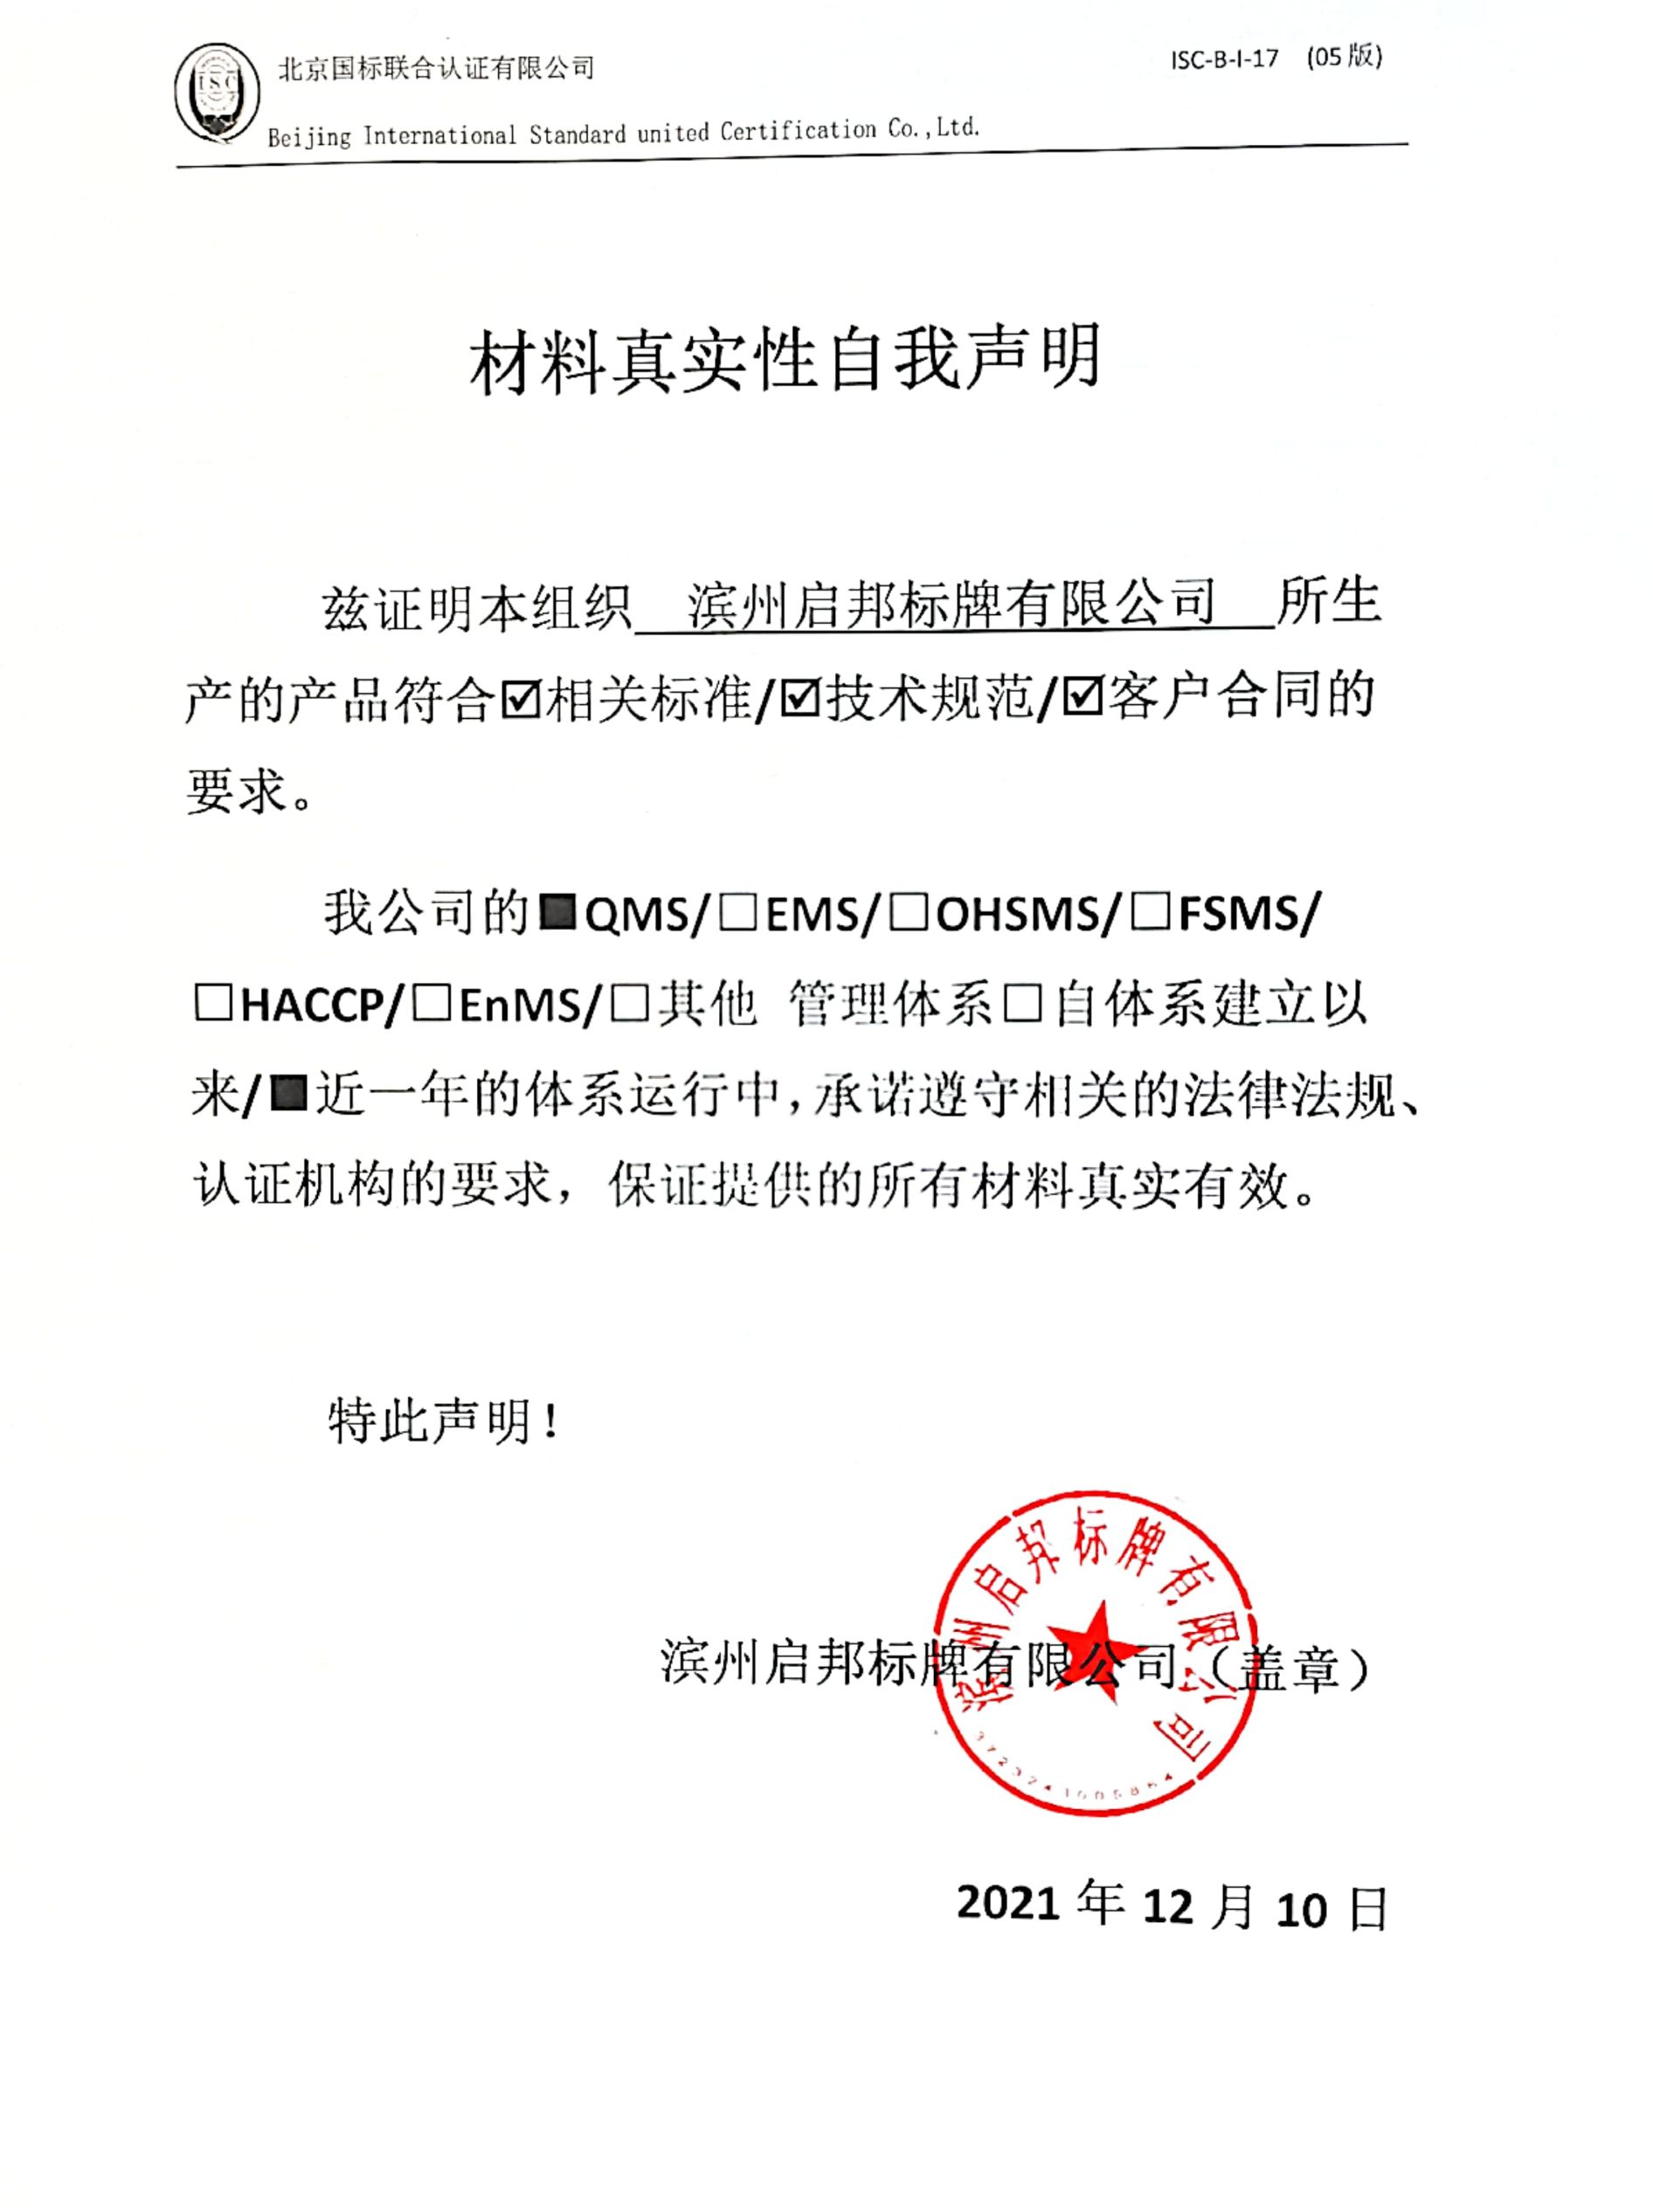 ISC
北京国标联合认证有限公司
ISC-B-I-17 (05版)
Beijing International Standard united Certification Co.,Ltd.
材料真实性自我声明
兹证明本组织 滨州启邦标牌有限公司 所生
产的产品符合☑相关标准/☑技术规范/☑客户合同的
要求。
我公司的■QMS/□EMS/□OHSMS/□FSMS/
□HACCP/□EnMS/□其他 管理体系□自体系建立以
来/■近一年的体系运行中,承诺遵守相关的法律法规、
认证机构的要求，保证提供的所有材料真实有效。
特此声明！
滨州启邦标牌有限公司
滨州启邦标牌有限公司（盖章）
2021 年 12 月 10 日